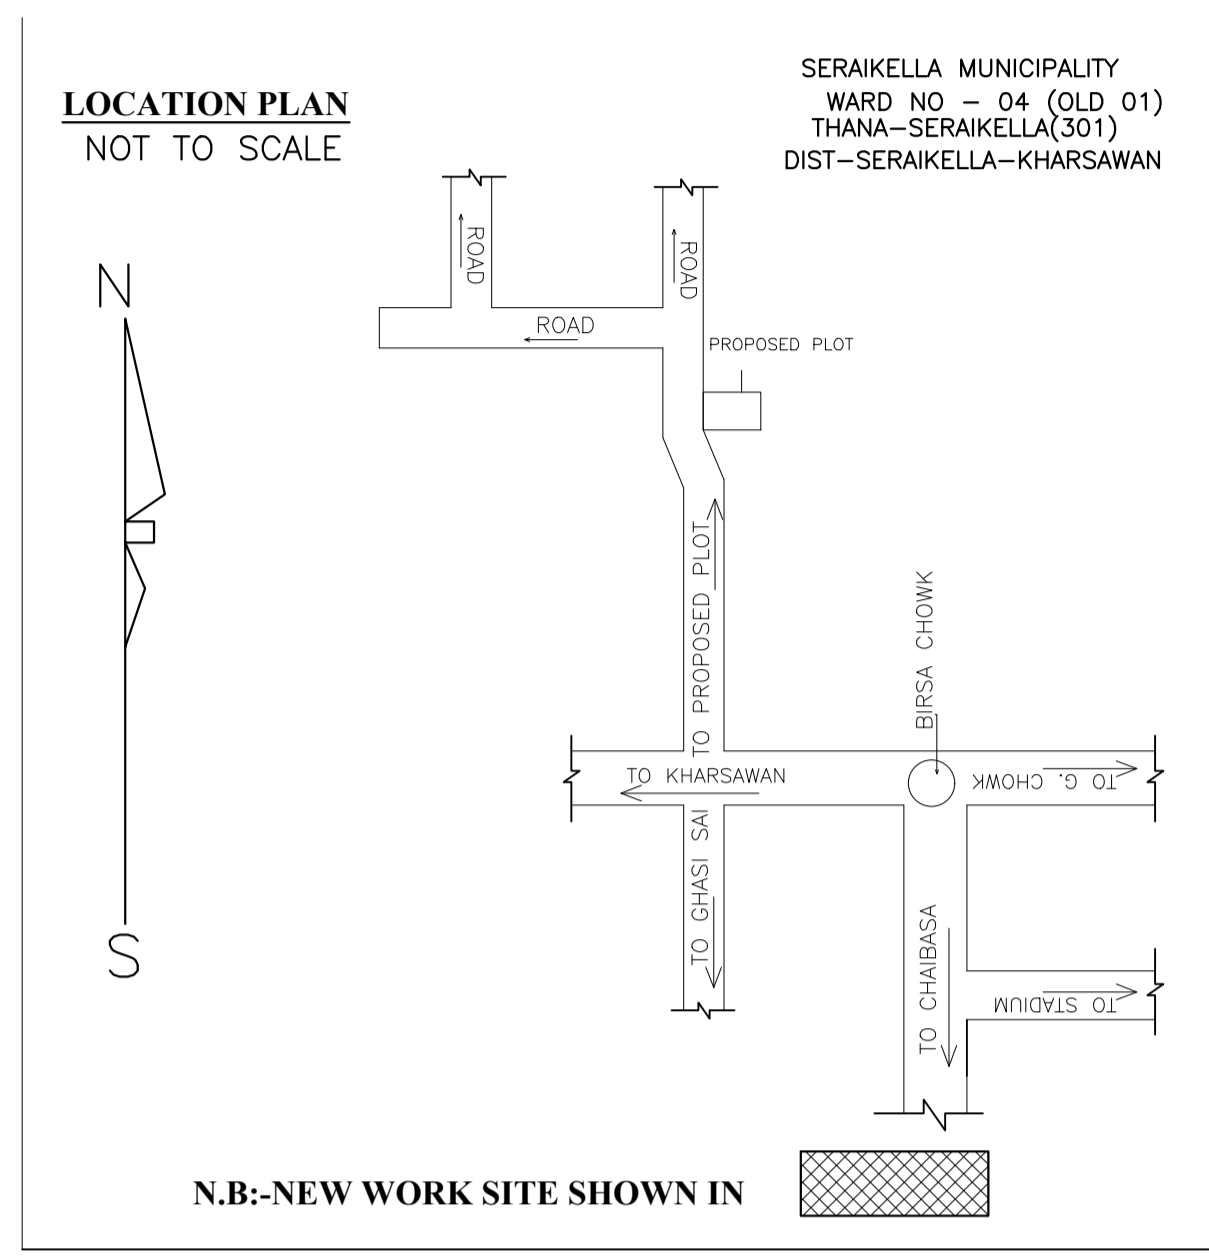 LOCATION PLAN
NOT TO SCALE
SERAIKELLA MUNICIPALITY
WARD NO - 04 (OLD 01)
THANA-SERAIKELLA(301)
DIST-SERAIKELLA-KHARSAWAN
N
ROAD
ROAD
ROAD
PROPOSED PLOT
TO PROPOSED PLOT
BIRSA CHOWK
TO KHARSAWAN
TO G. CHOWK
TO GHASI SAI
TO CHAIBASA
TO STADIUM
S
N.B:-NEW WORK SITE SHOWN IN